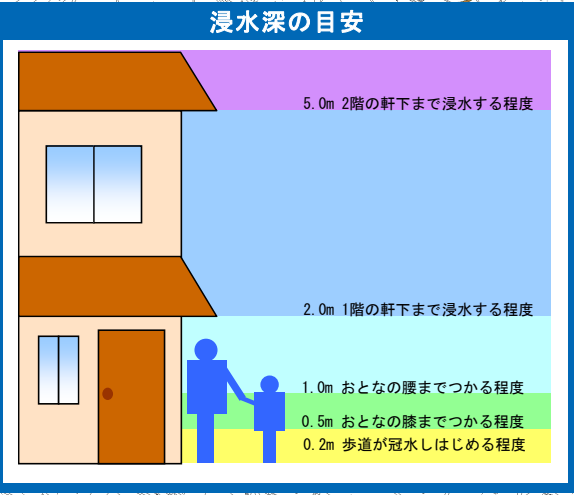 浸水深の目安
5.0m 2階の軒下まで浸水する程度
2.0m 1階の軒下まで浸水する程度
1.0m おとなの腰までつかる程度
0.5m おとなの膝までつかる程度
0.2m 歩道が冠水しはじめる程度